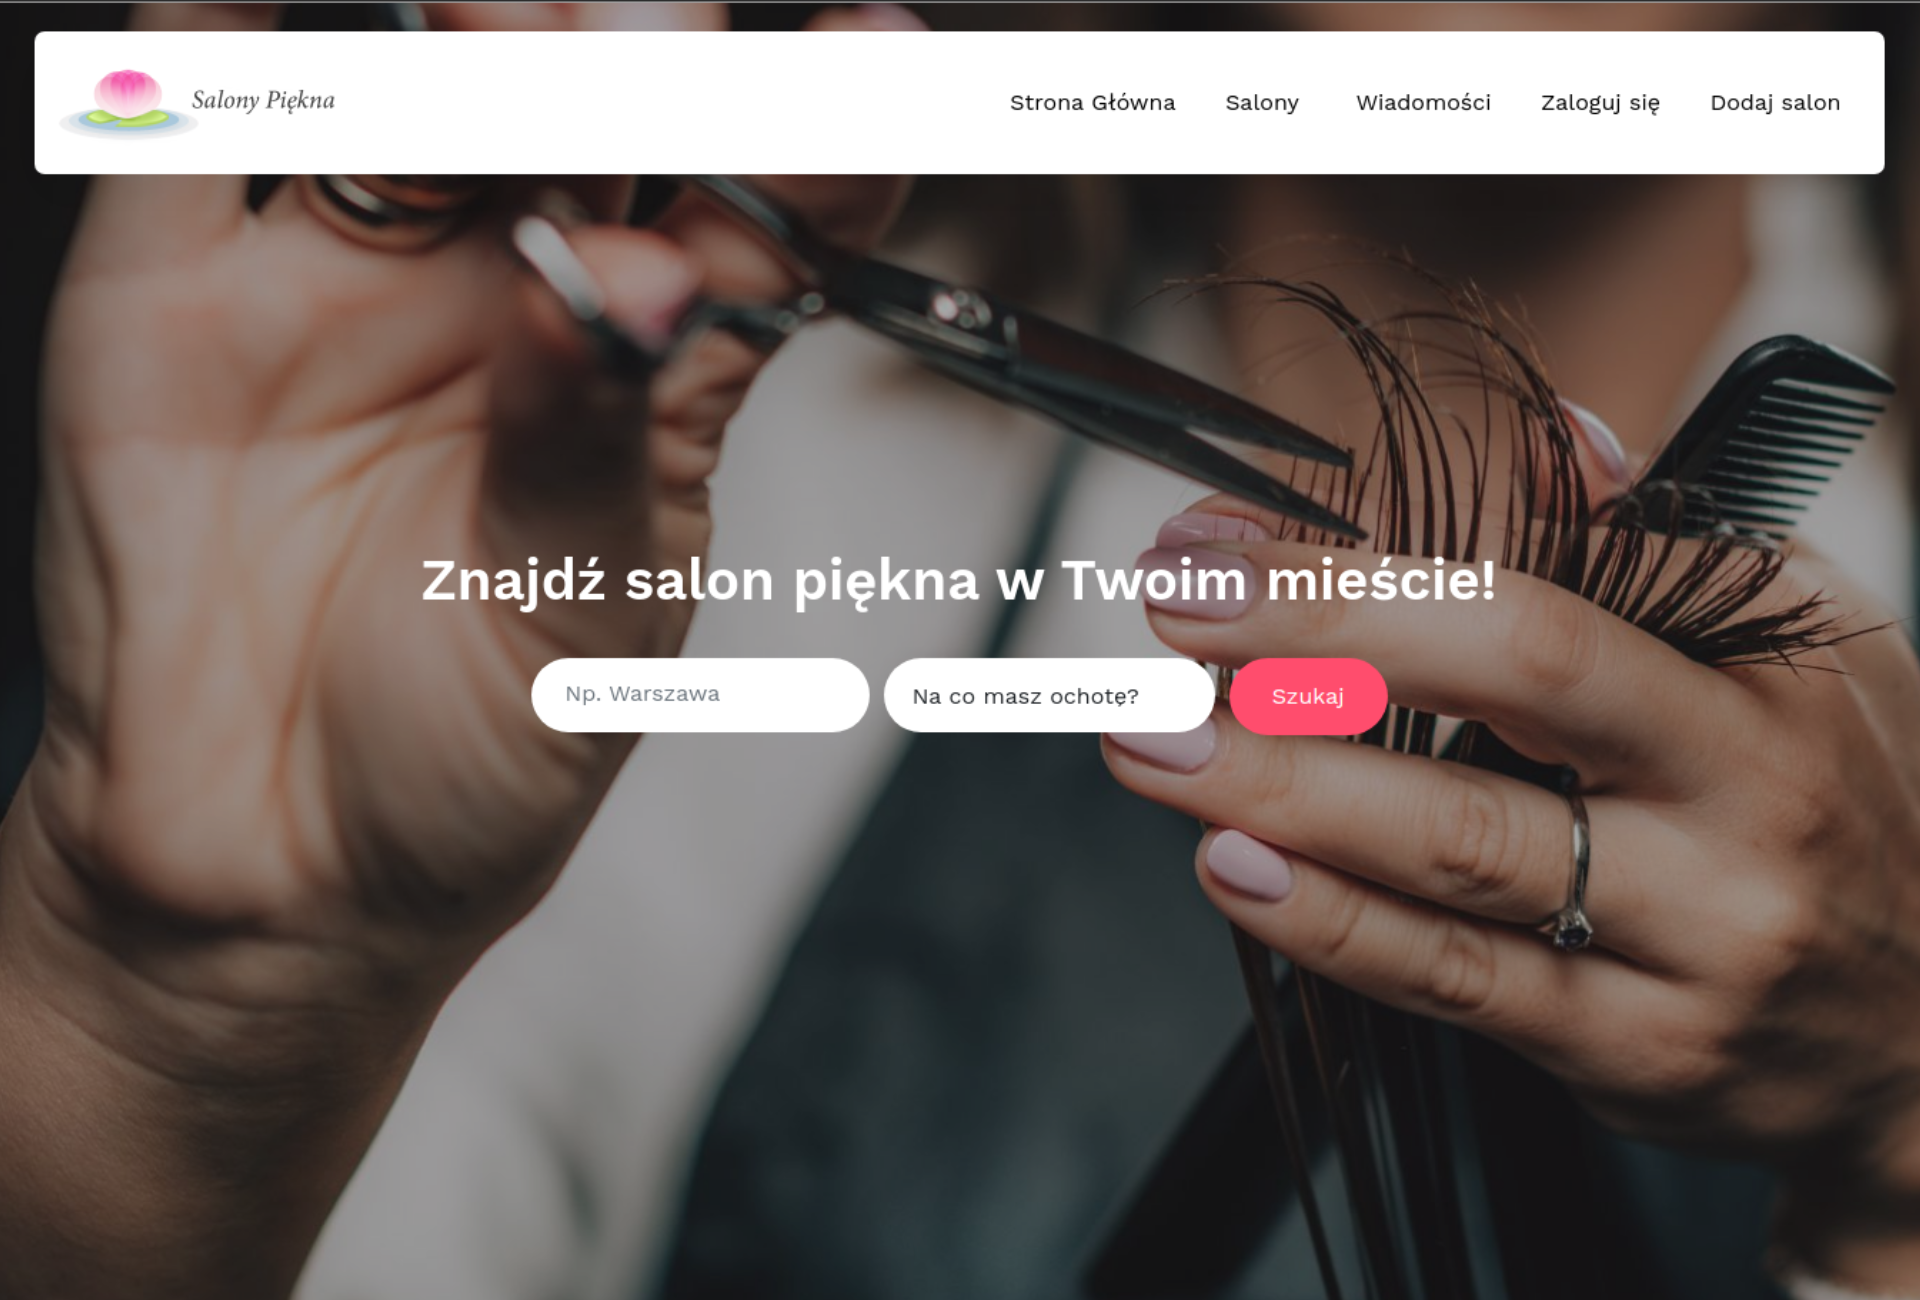 Salony Piękna
Strona Główna
Salony
Wiadomości
Zaloguj się
Dodaj salon
Znajdź salon piękna w Twoim mieście!
Np. Warszawa
Na co masz ochotę?
Szukaj